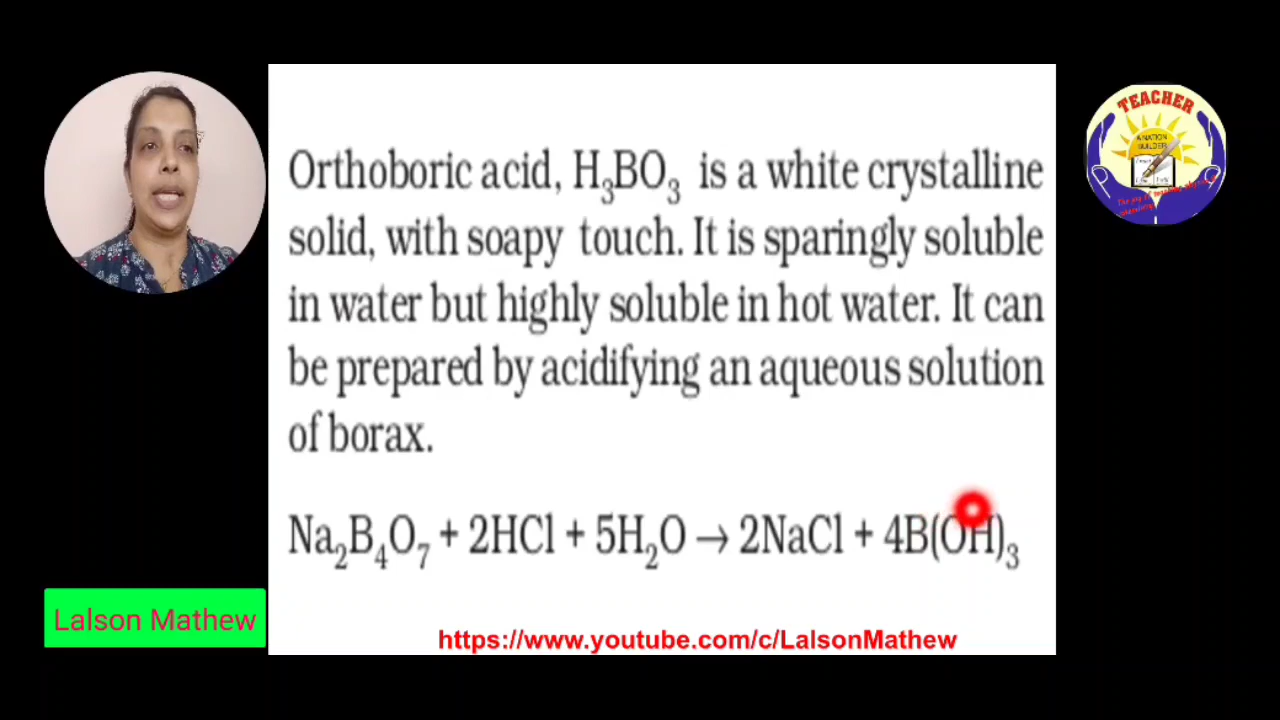 Orthoboric acid, H₃BO₃ is a white crystalline
solid, with soapy touch. It is sparingly soluble
in water but highly soluble in hot water. It can
be prepared by acidifying an aqueous solution
of borax.
Na₂B₄O₇ + 2HCl + 5H₂O → 2NaCl + 4B(OH)₃
Lalson Mathew
https://www.youtube.com/c/LalsonMathew
TEACHER
A NATION
BUILDER